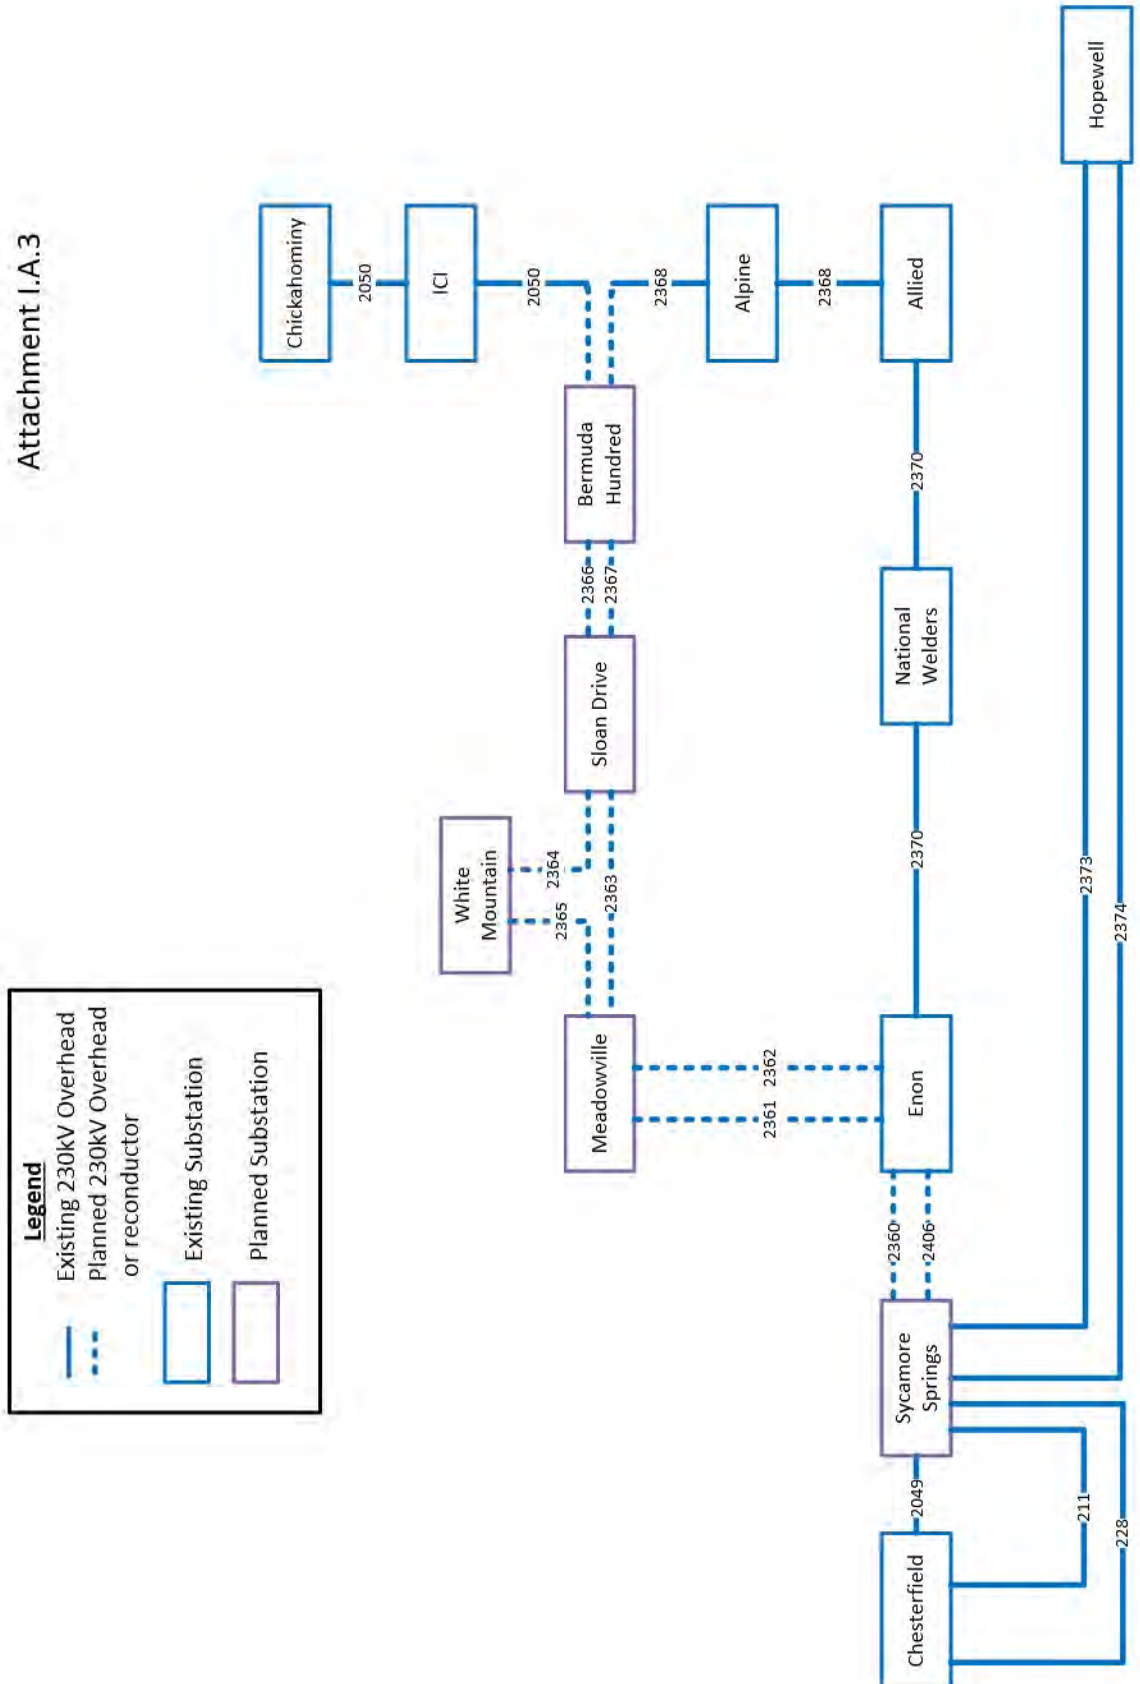 Attachment I.A.3
Legend
Existing 230kV Overhead
Planned 230kV Overhead
or reconductor
Existing Substation
Planned Substation
Chickahominy
2050
ICI
2050
White
Mountain
2365
2364
Meadowville
2363
Sloan Drive
2366
2367
Bermuda
Hundred
2368
Alpine
2368
2361
2362
Chesterfield
2049
Sycamore
Springs
2360
2406
Enon
2370
National
Welders
2370
Allied
211
228
2373
2374
Hopewell